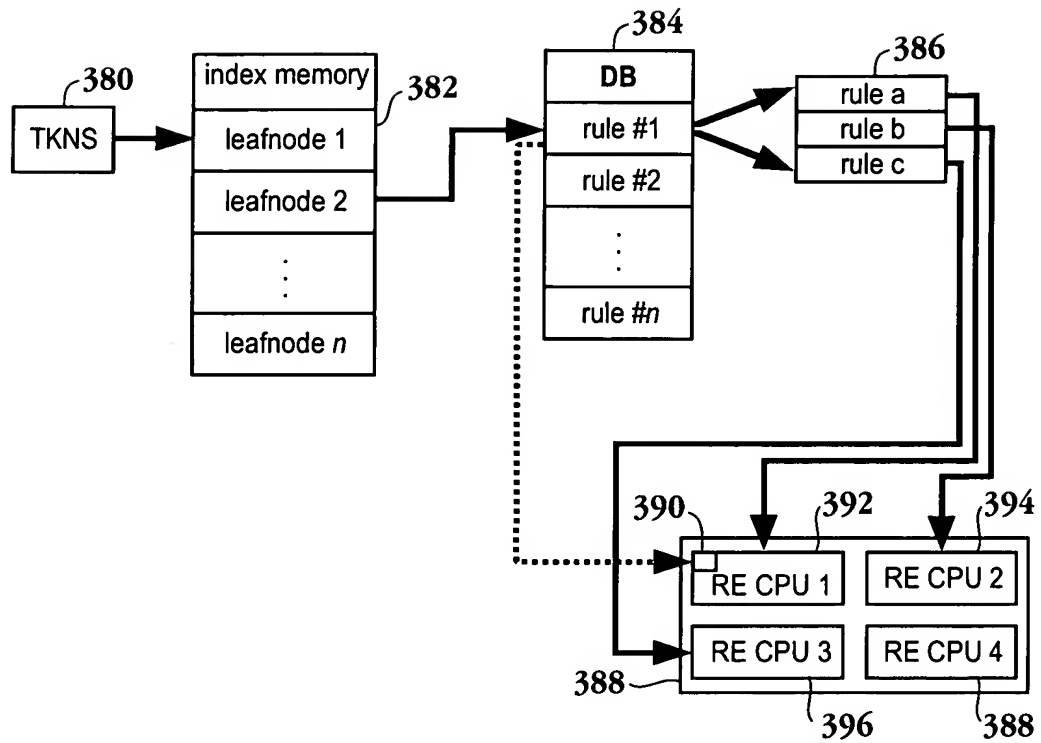 380
TKNS
index memory
382
leafnode 1
leafnode 2
leafnode n
384
DB
rule #1
rule #2
rule #n
386
rule a
rule b
rule c
390
392
394
RE CPU 1
RE CPU 2
RE CPU 3
RE CPU 4
388
396
388